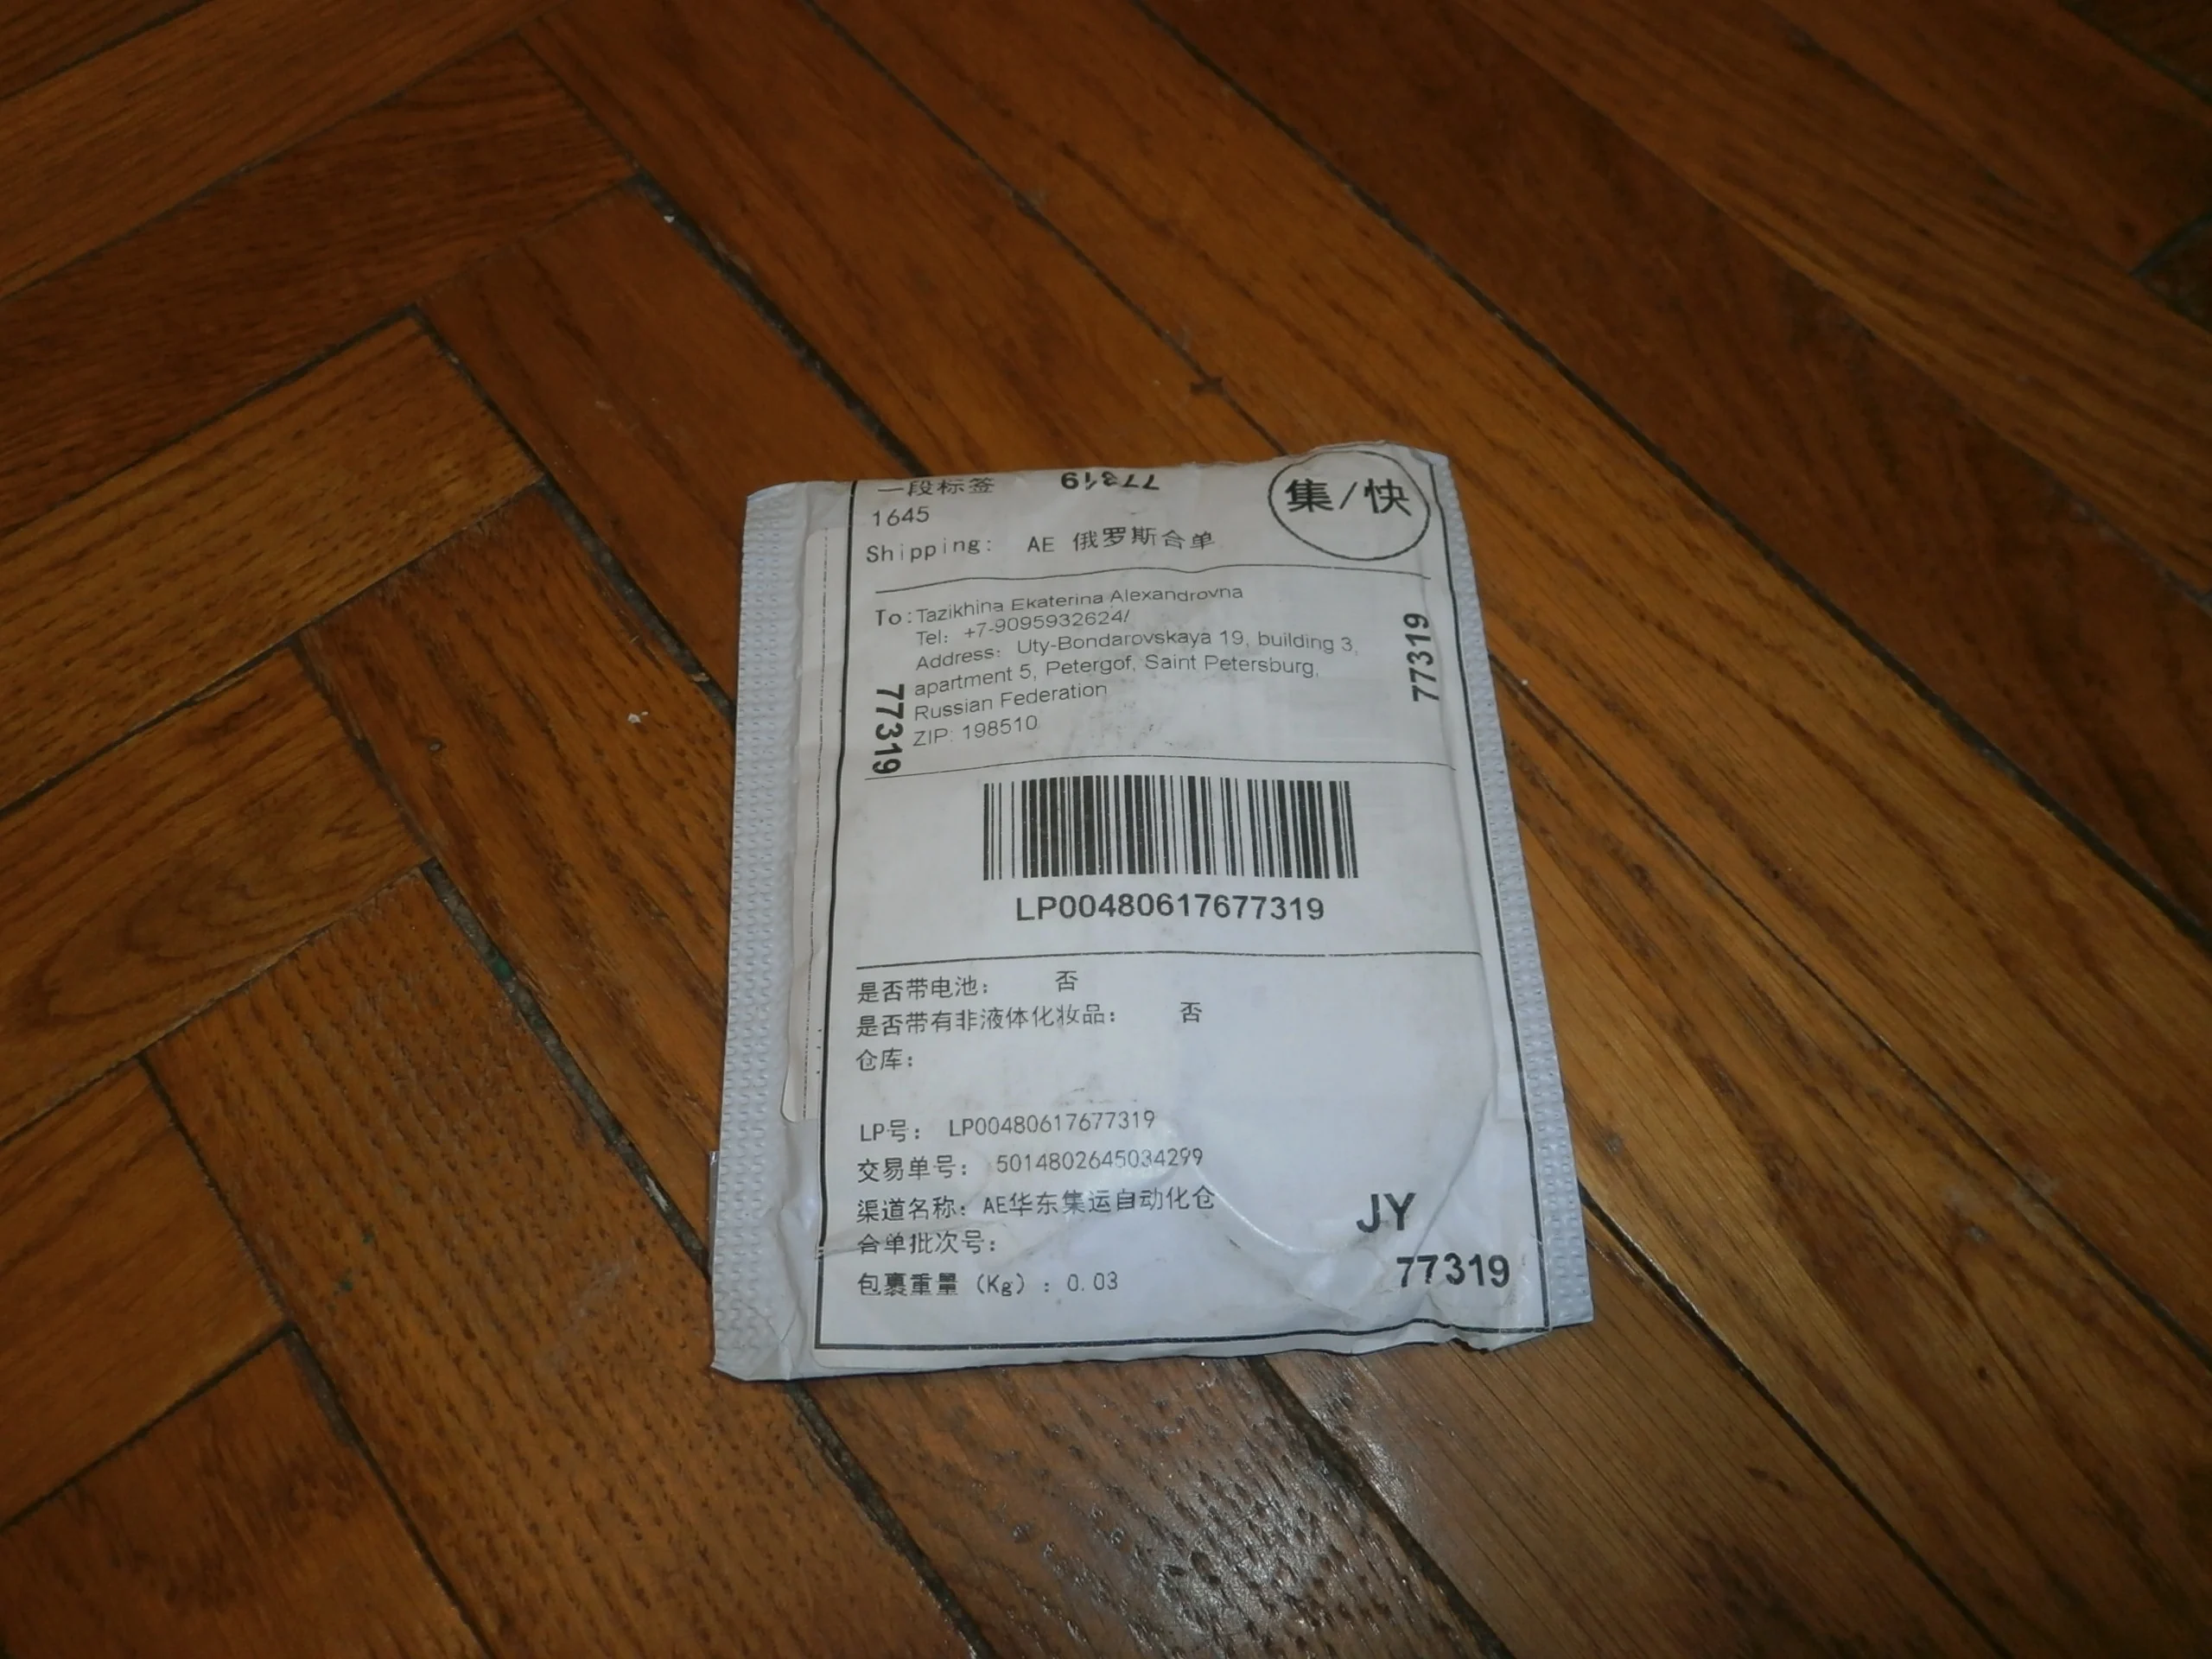 一段标签 77319
1645
集/快
Shipping: AE 俄罗斯合单
To: Tazikhina Ekaterina Alexandrovna
Tel: +7-9095932624/
Address: Uty-Bondarovskaya 19, building 3,
apartment 5, Petergof, Saint Petersburg,
Russian Federation
ZIP: 198510
77319
77319
LP00480617677319
是否带电池: 否
是否带有非液体化妆品: 否
仓库:
LP号: LP00480617677319
交易单号: 5014802645034299
渠道名称: AE华东集运自动化仓
合单批次号:
包裹重量 (Kg) : 0.03
JY
77319